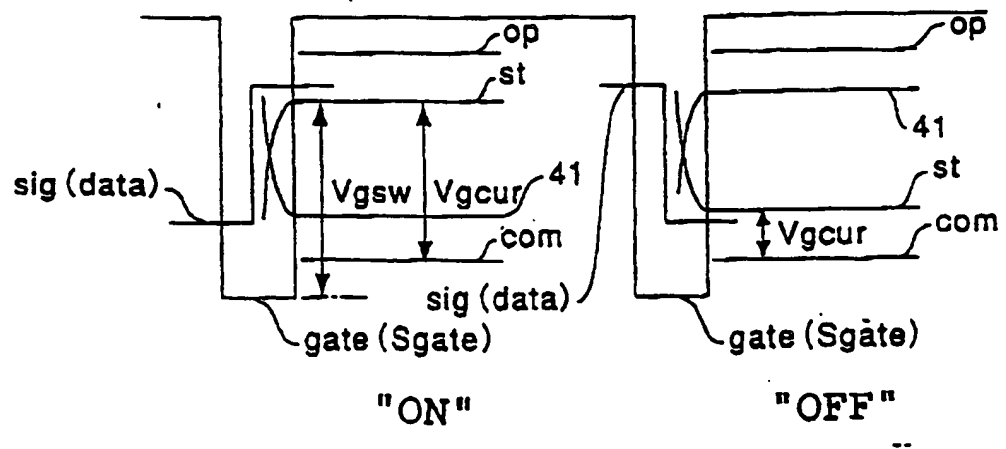 op
st
sig (data)
Vgsw
Vgcur
41
com
gate (Sgate)
"ON"
op
41
st
Vgcur
com
sig (data)
gate (Sgate)
"OFF"